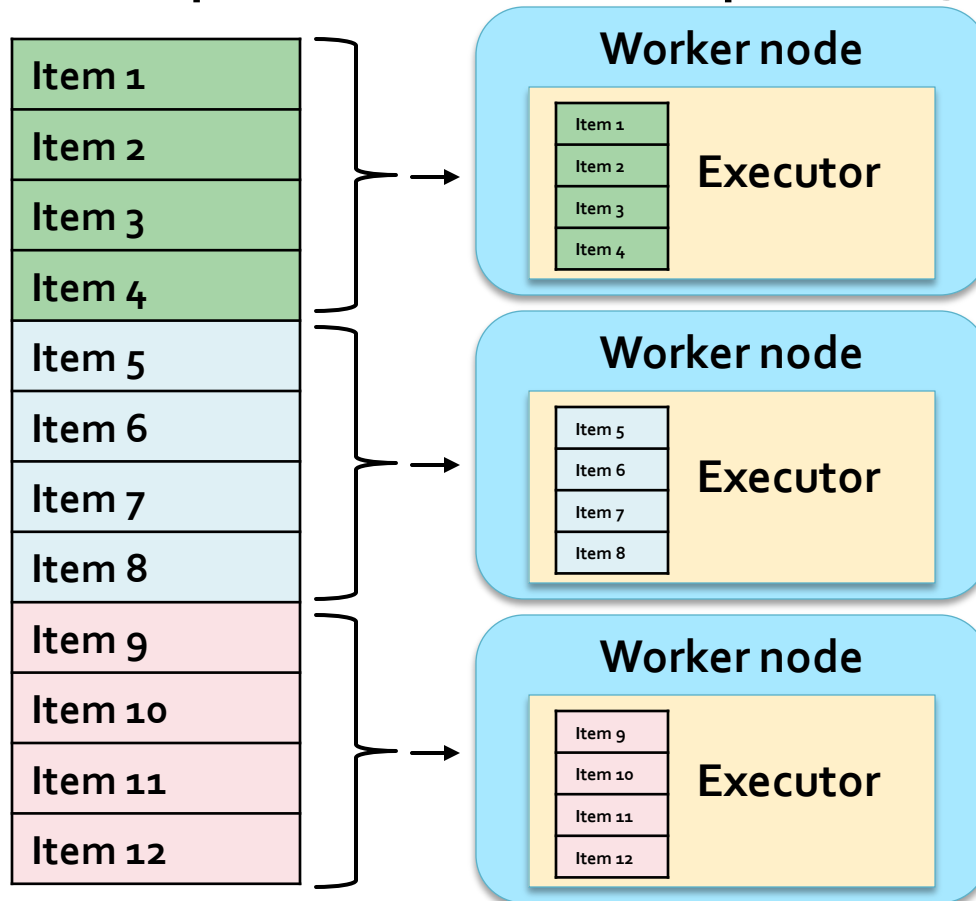 Item 1
Item 2
Item 3
Item 4
Item 5
Item 6
Item 7
Item 8
Item 9
Item 10
Item 11
Item 12
Worker node
Item 1
Item 2
Item 3
Item 4
Executor
Worker node
Item 5
Item 6
Item 7
Item 8
Executor
Worker node
Item 9
Item 10
Item 11
Item 12
Executor